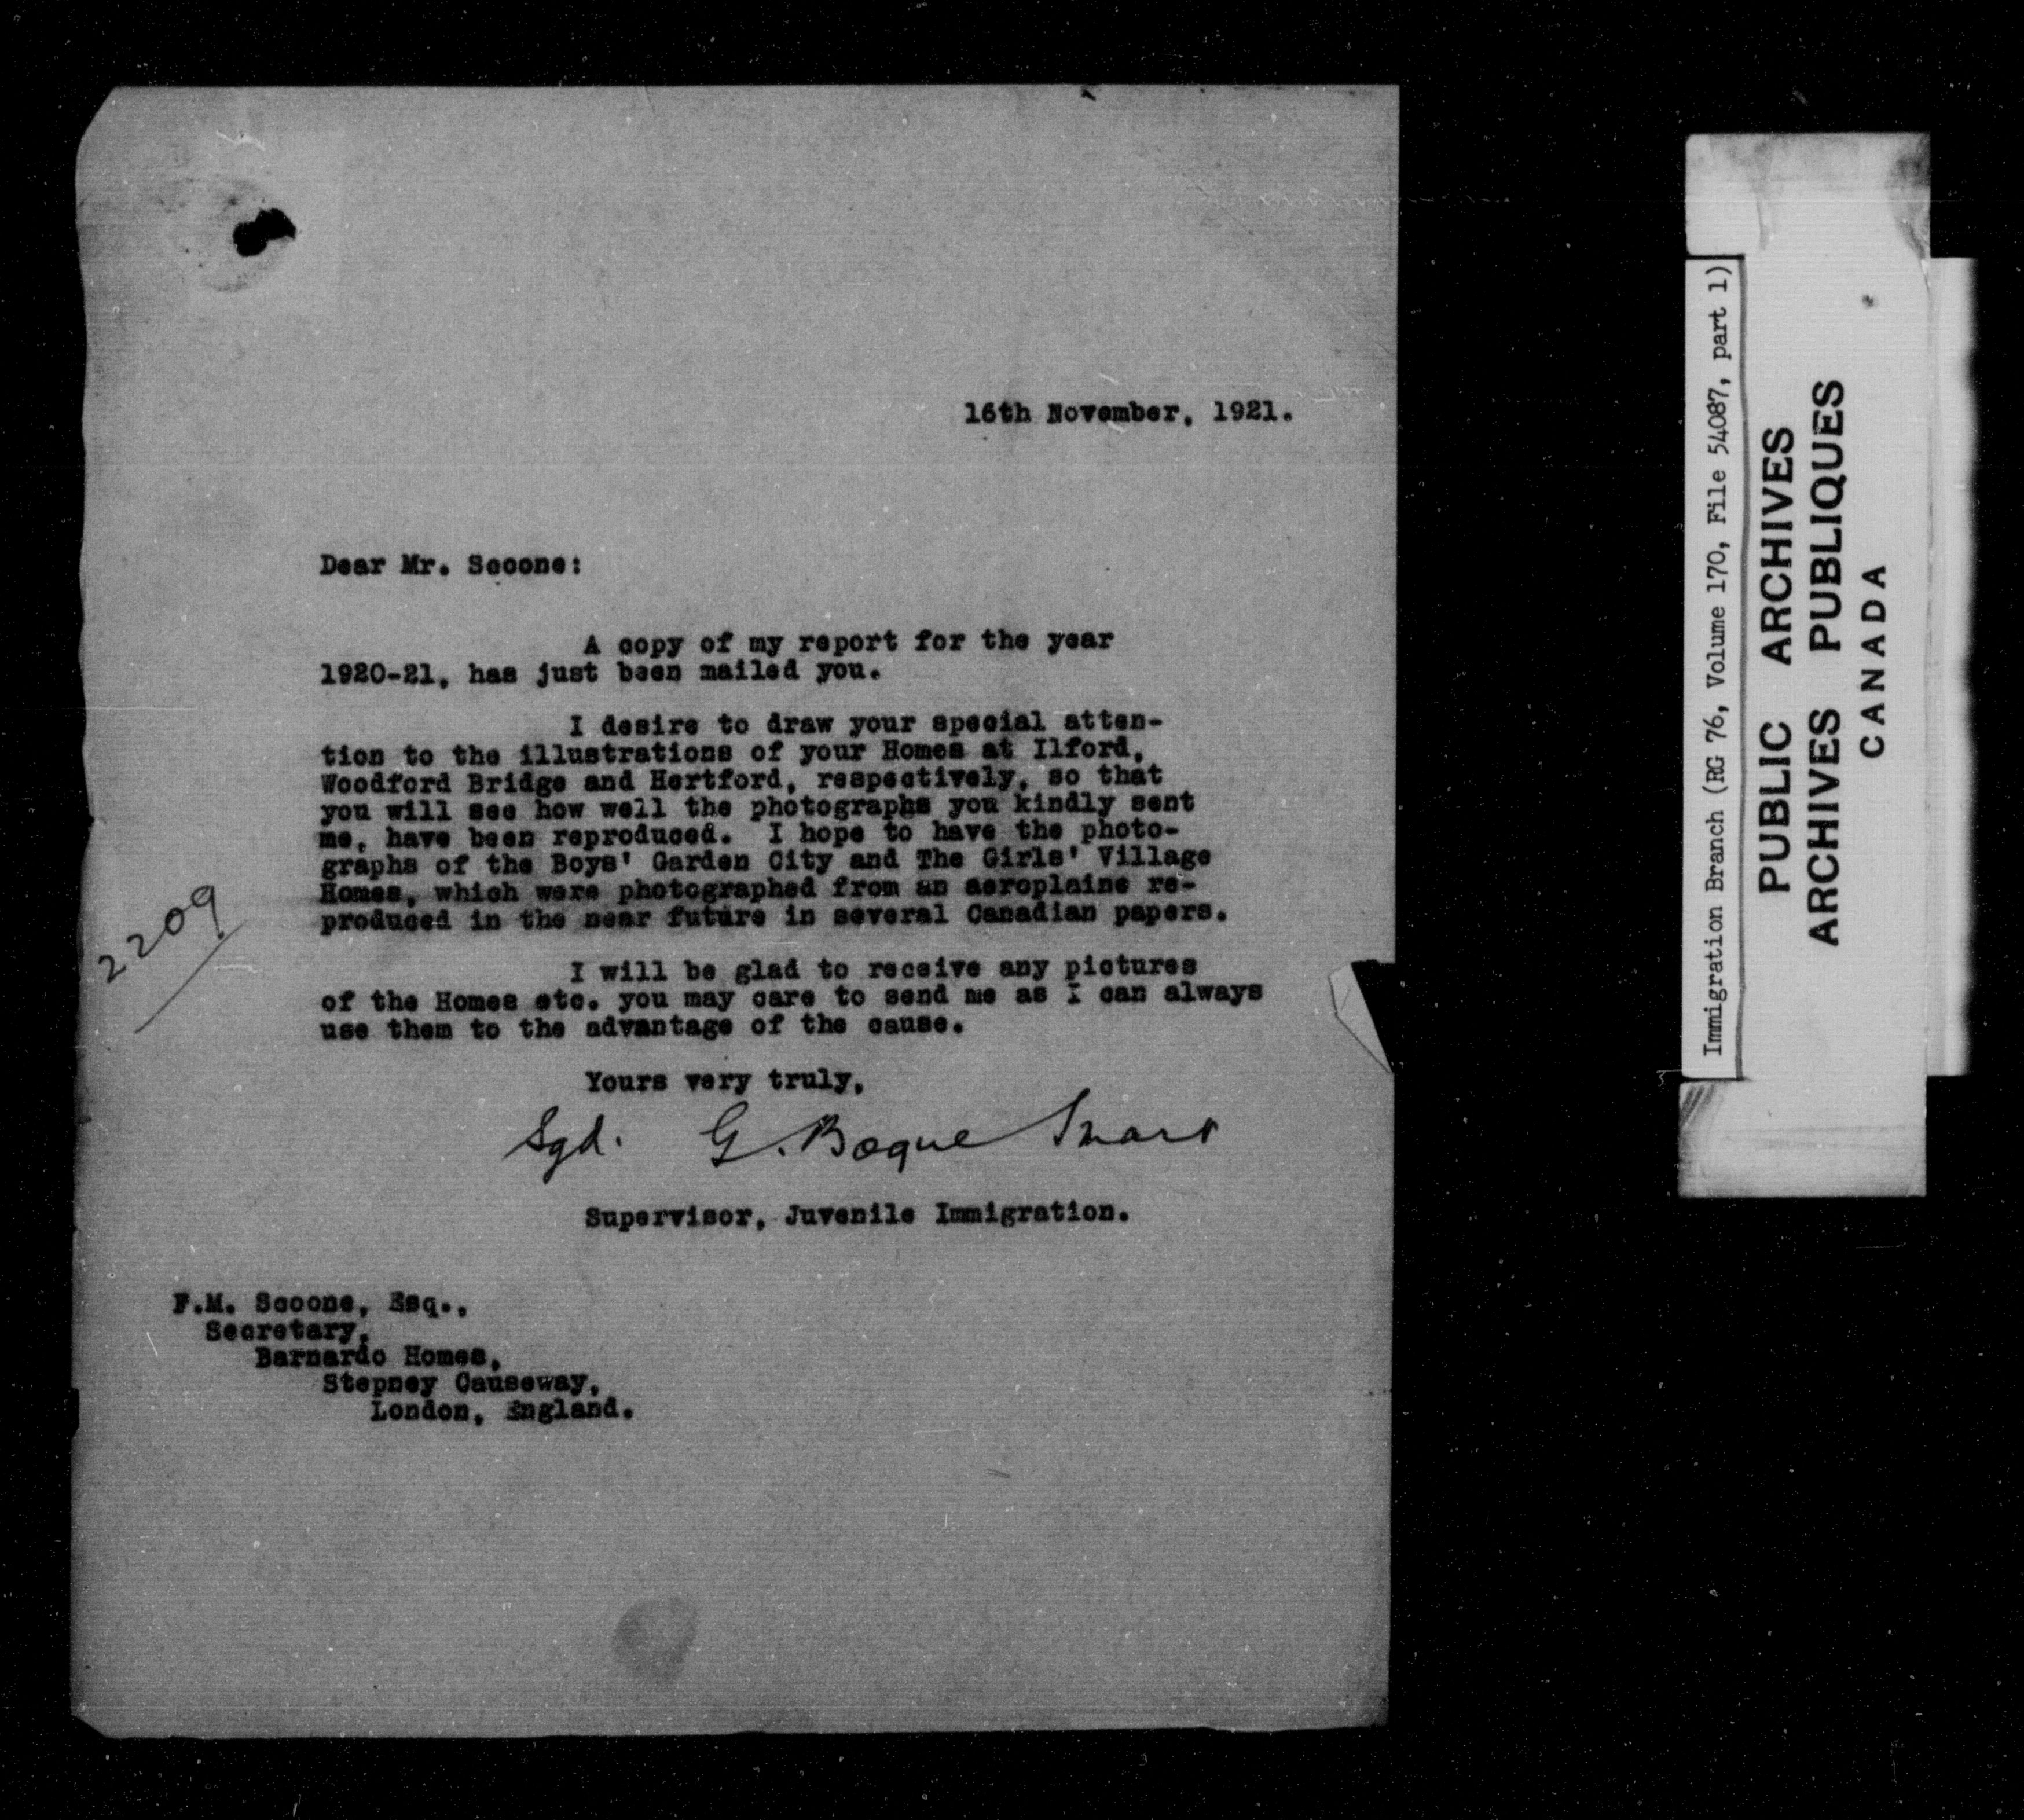 16th November, 1921.
Dear Mr. Scoone:
A copy of my report for the year
1920-21, has just been mailed you.
I desire to draw your special atten-
tion to the illustrations of your Homes at Ilford,
Woodford Bridge and Hertford, respectively, so that
you will see how well the photographs you kindly sent
me, have been reproduced. I hope to have the photo-
graphs of the Boys' Garden City and The Girls' Village
Homes, which were photographed from an aeroplaine re-
produced in the near future in several Canadian papers.
I will be glad to receive any pictures
of the Homes etc. you may care to send me as I can always
use them to the advantage of the cause.
Yours very truly,
Sgd. G. Bogue Smart
Supervisor, Juvenile Immigration.
F.M. Scoone, Esq.,
Secretary,
Barnardo Homes,
Stepney Causeway,
London, England.
2209
Immigration Branch (RG 76, Volume 170, File 54087, part 1)
PUBLIC ARCHIVES
ARCHIVES PUBLIQUES
CANADA